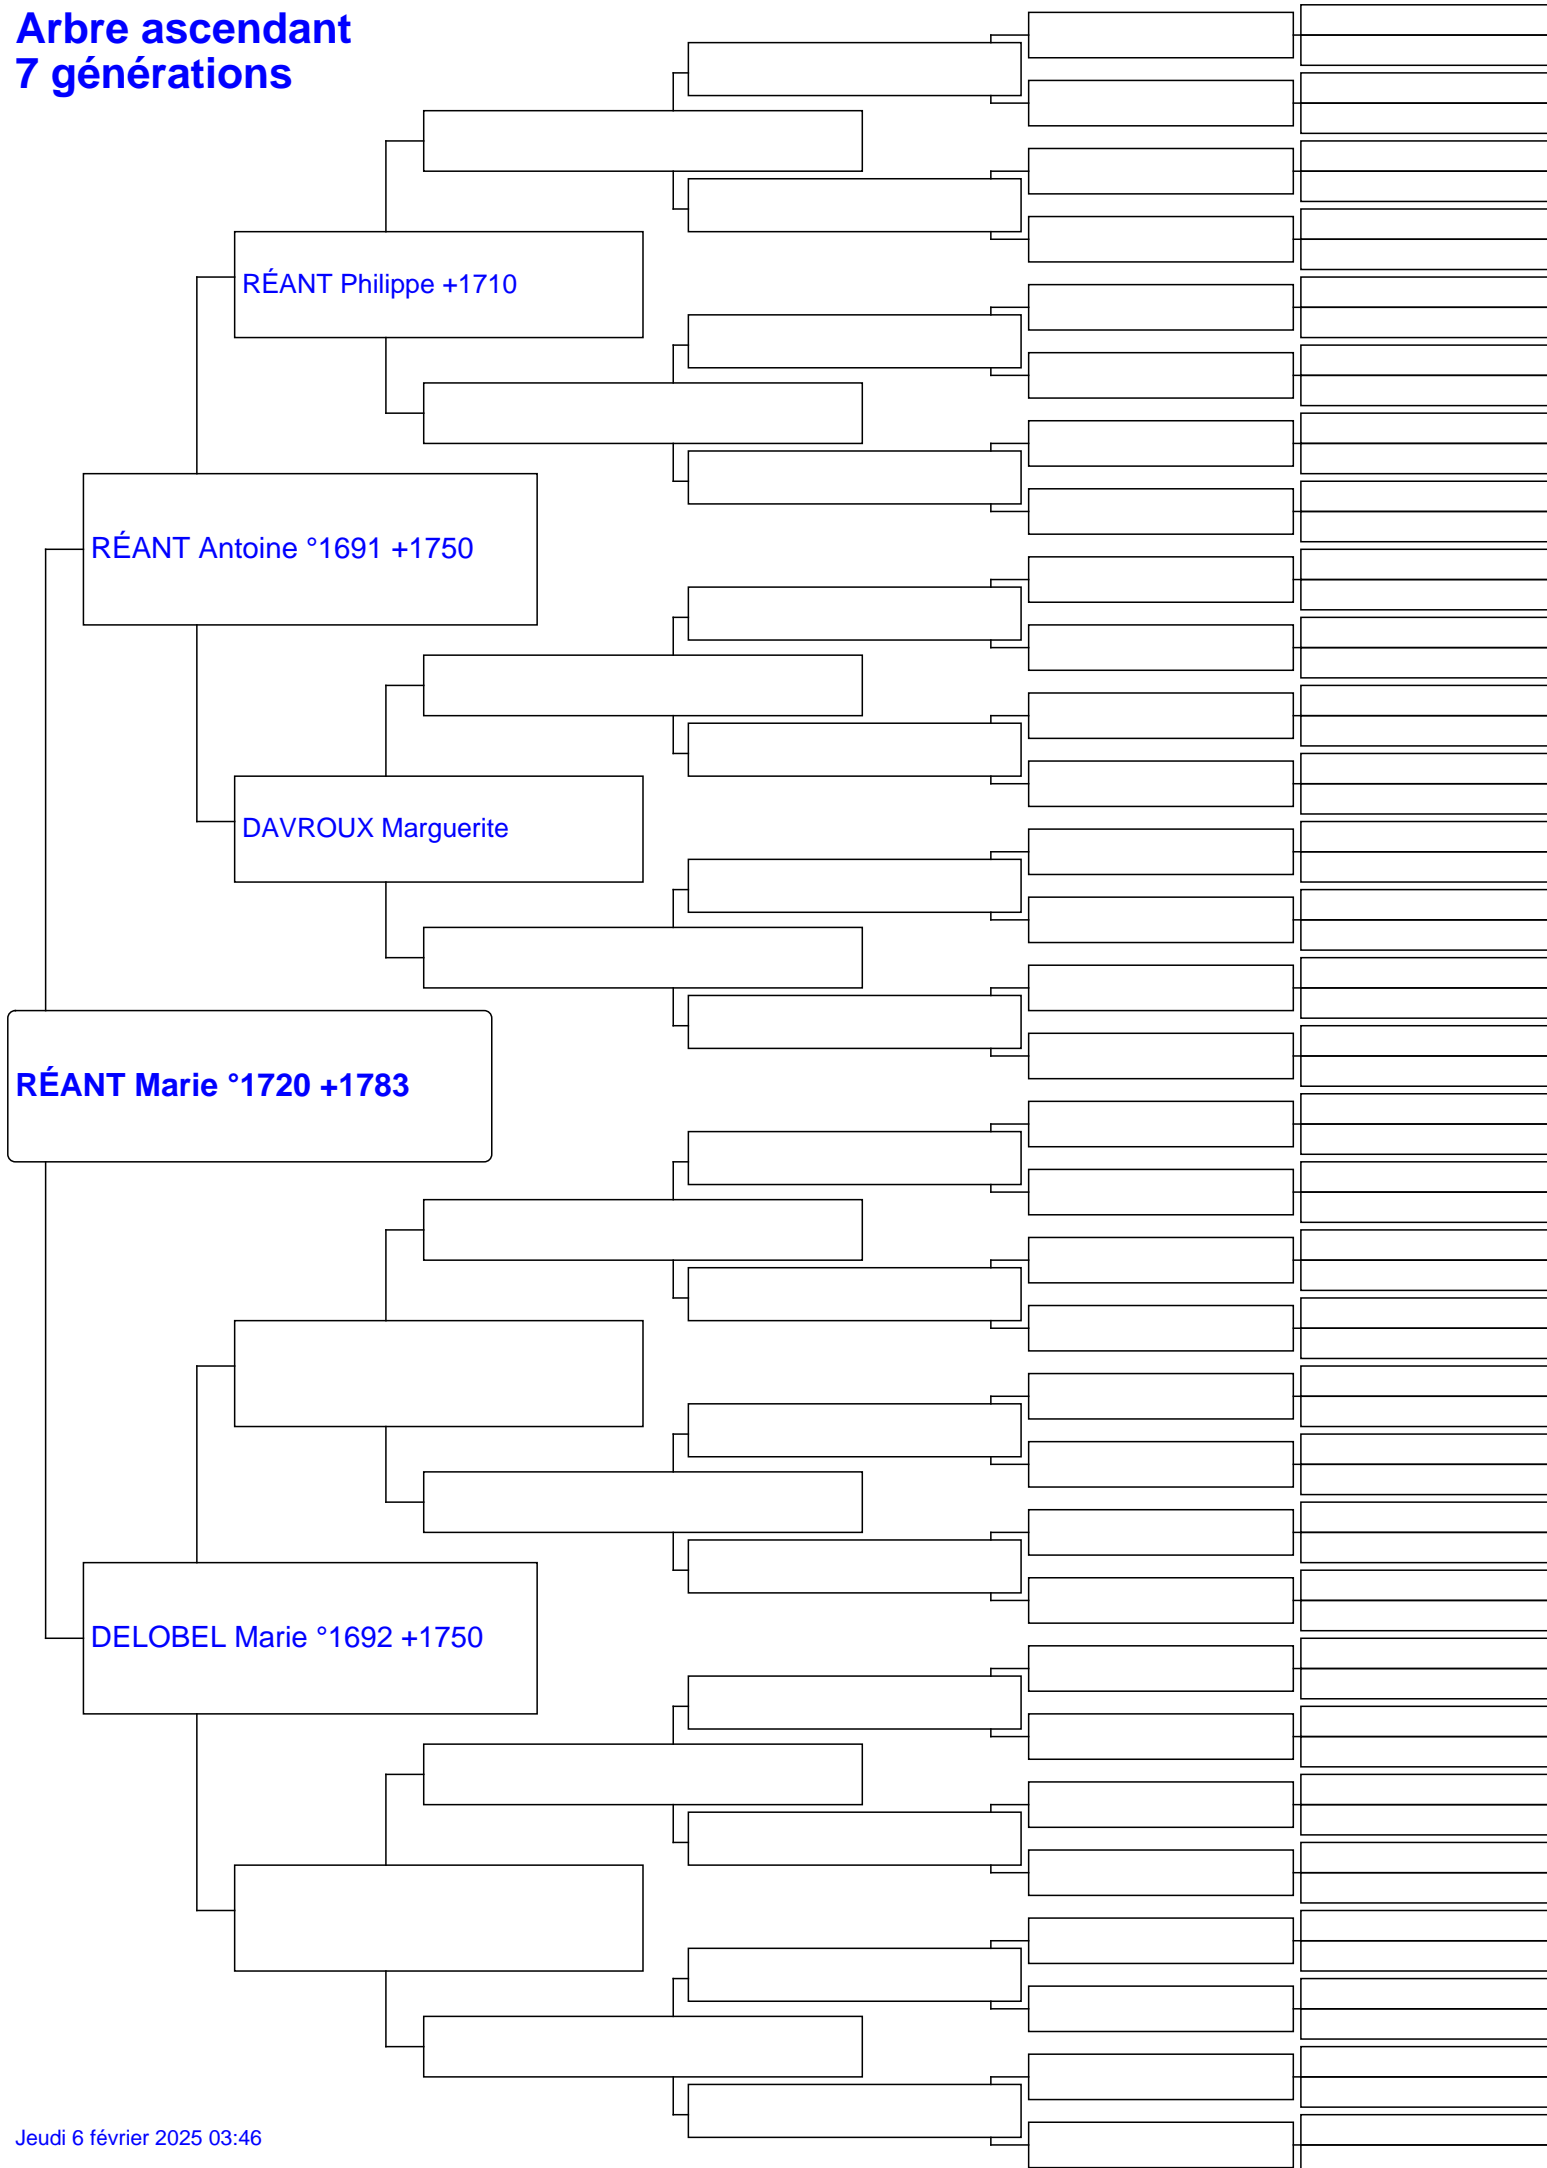 Arbre ascendant
7 générations
RÉANT Philippe +1710
RÉANT Antoine °1691 +1750
DAVROUX Marguerite
RÉANT Marie °1720 +1783
DELOBEL Marie °1692 +1750
Jeudi 6 février 2025 03:46